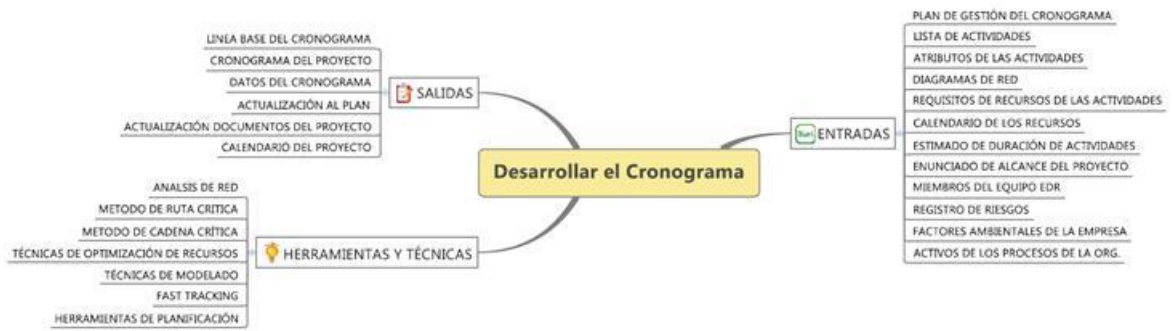 Desarrollar el Cronograma
ENTRADAS
PLAN DE GESTIÓN DEL CRONOGRAMA
LISTA DE ACTIVIDADES
ATRIBUTOS DE LAS ACTIVIDADES
DIAGRAMAS DE RED
REQUISITOS DE RECURSOS DE LAS ACTIVIDADES
CALENDARIO DE LOS RECURSOS
ESTIMADO DE DURACIÓN DE ACTIVIDADES
ENUNCIADO DE ALCANCE DEL PROYECTO
MIEMBROS DEL EQUIPO EDR
REGISTRO DE RIESGOS
FACTORES AMBIENTALES DE LA EMPRESA
ACTIVOS DE LOS PROCESOS DE LA ORG.
SALIDAS
LINEA BASE DEL CRONOGRAMA
CRONOGRAMA DEL PROYECTO
DATOS DEL CRONOGRAMA
ACTUALIZACIÓN AL PLAN
ACTUALIZACIÓN DOCUMENTOS DEL PROYECTO
CALENDARIO DEL PROYECTO
HERRAMIENTAS Y TÉCNICAS
ANALSIS DE RED
METODO DE RUTA CRITICA
METODO DE CADENA CRÍTICA
TÉCNICAS DE OPTIMIZACIÓN DE RECURSOS
TÉCNICAS DE MODELADO
FAST TRACKING
HERRAMIENTAS DE PLANIFICACIÓN